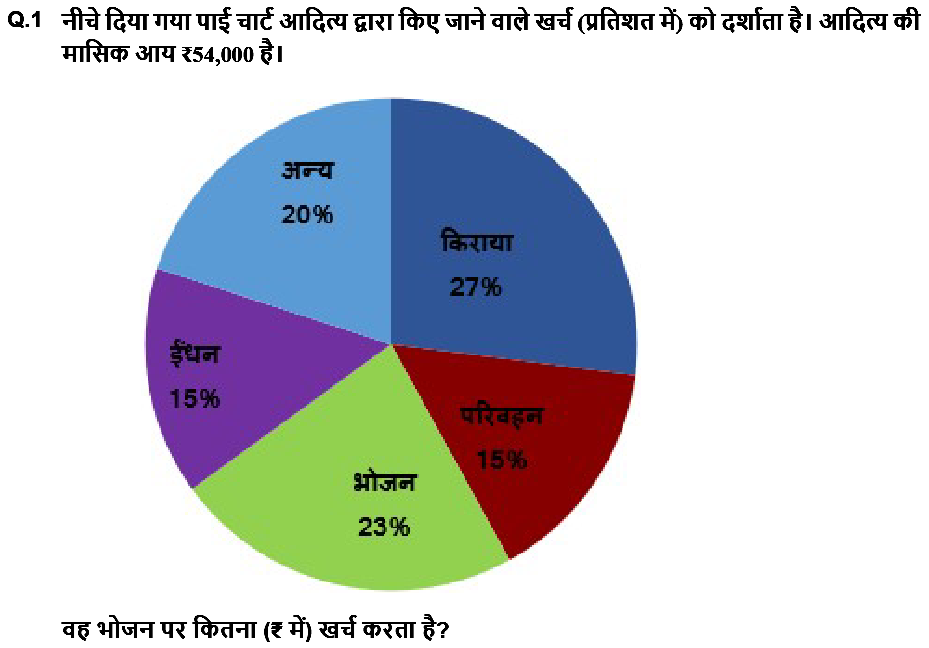 Q.1 नीचे दिया गया पाई चार्ट आदित्य द्वारा किए जाने वाले खर्च (प्रतिशत में) को दर्शाता है। आदित्य की
मासिक आय ₹54,000 है।
अन्य
20%
किराया
27%
ईंधन
15%
परिवहन
15%
भोजन
23%
वह भोजन पर कितना (₹ में) खर्च करता है?